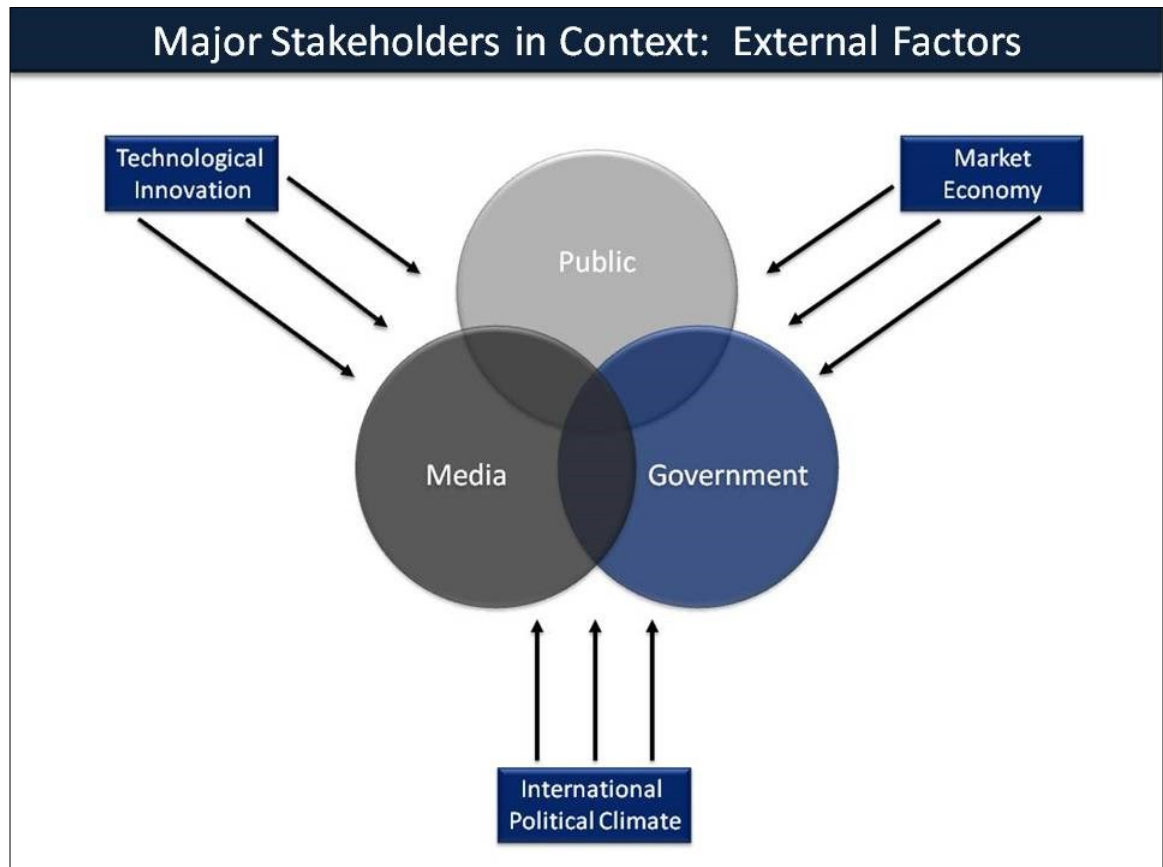 Major Stakeholders in Context: External Factors
Technological
Innovation
Market
Economy
Public
Media
Government
International
Political Climate